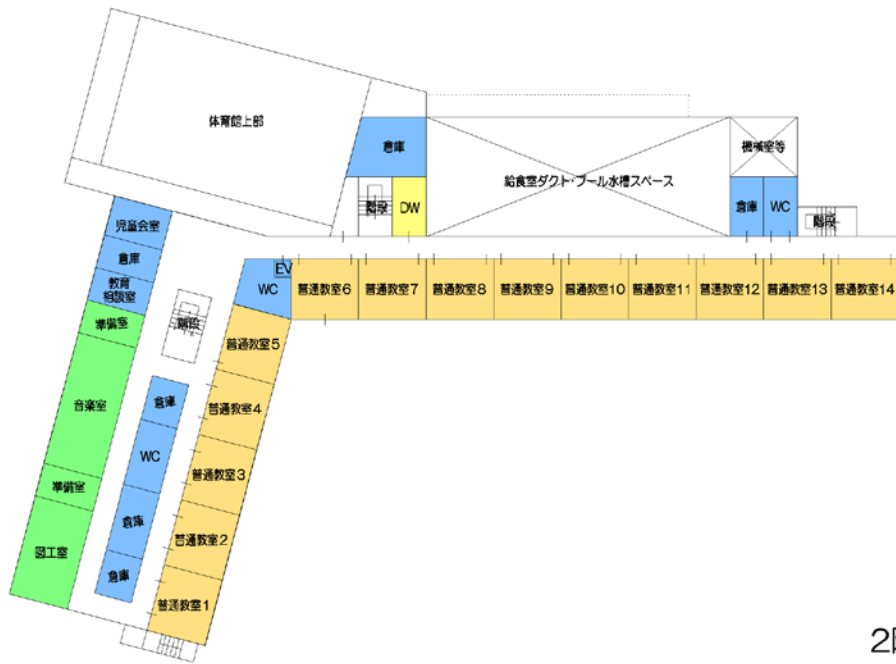 体育館上部
倉庫
機械室等
給食室ダクト・プール水槽スペース
階段
DW
倉庫
WC
階段
児童会室
倉庫
教育
相談室
準備室
音楽室
準備室
図工室
階段
倉庫
WC
倉庫
倉庫
EV
WC
普通教室6
普通教室7
普通教室8
普通教室9
普通教室10
普通教室11
普通教室12
普通教室13
普通教室14
普通教室5
普通教室4
普通教室3
普通教室2
普通教室1
2